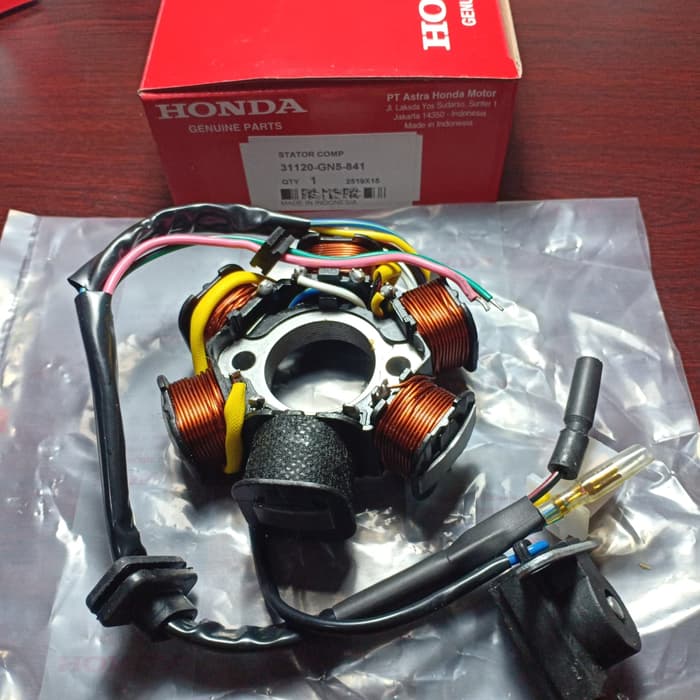 HONDA
GENU
HONDA
GENUINE PARTS
PT Astra Honda Motor
Jl. Laksda Yos Sudarso, Sunter 1
Jakarta 14350 - Indonesia
Made in Indonesia
STATOR COMP
31120-GN5-841
QTY 1 2519X15
MADE IN INDONESIA